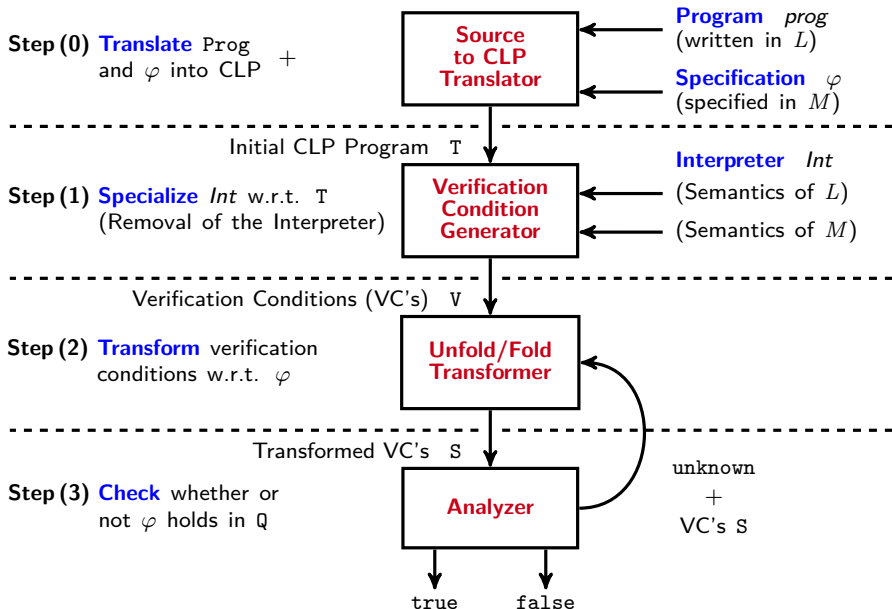 Step (0) Translate Prog +
and φ into CLP
Source
to CLP
Translator
Program prog
(written in L)
Specification φ
(specified in M)
Initial CLP Program T
Step (1) Specialize Int w.r.t. T
(Removal of the Interpreter)
Verification
Condition
Generator
Interpreter Int
(Semantics of L)
(Semantics of M)
Verification Conditions (VC's) V
Step (2) Transform verification
conditions w.r.t. φ
Unfold/Fold
Transformer
Transformed VC's S
Step (3) Check whether or
not φ holds in Q
Analyzer
unknown
+
VC's S
true
false